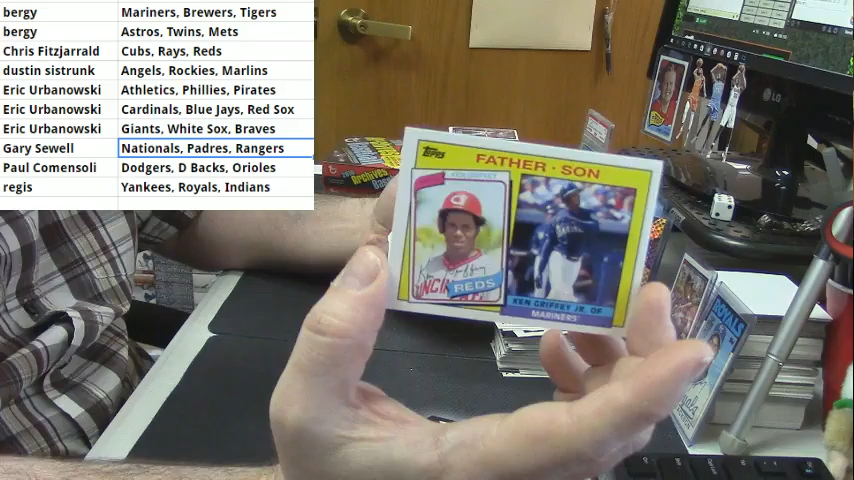 bergy Mariners, Brewers, Tigers
bergy Astros, Twins, Mets
Chris Fitzjarrald Cubs, Rays, Reds
dustin sistrunk Angels, Rockies, Marlins
Eric Urbanowski Athletics, Phillies, Pirates
Eric Urbanowski Cardinals, Blue Jays, Red Sox
Eric Urbanowski Giants, White Sox, Braves
Gary Sewell Nationals, Padres, Rangers
Paul Comensoli Dodgers, D Backs, Orioles
regis Yankees, Royals, Indians
Topps
FATHER · SON
KEN GRIFFEY
REDS
KEN GRIFFEY JR. OF
MARINERS
Archives
LG
ROYALS